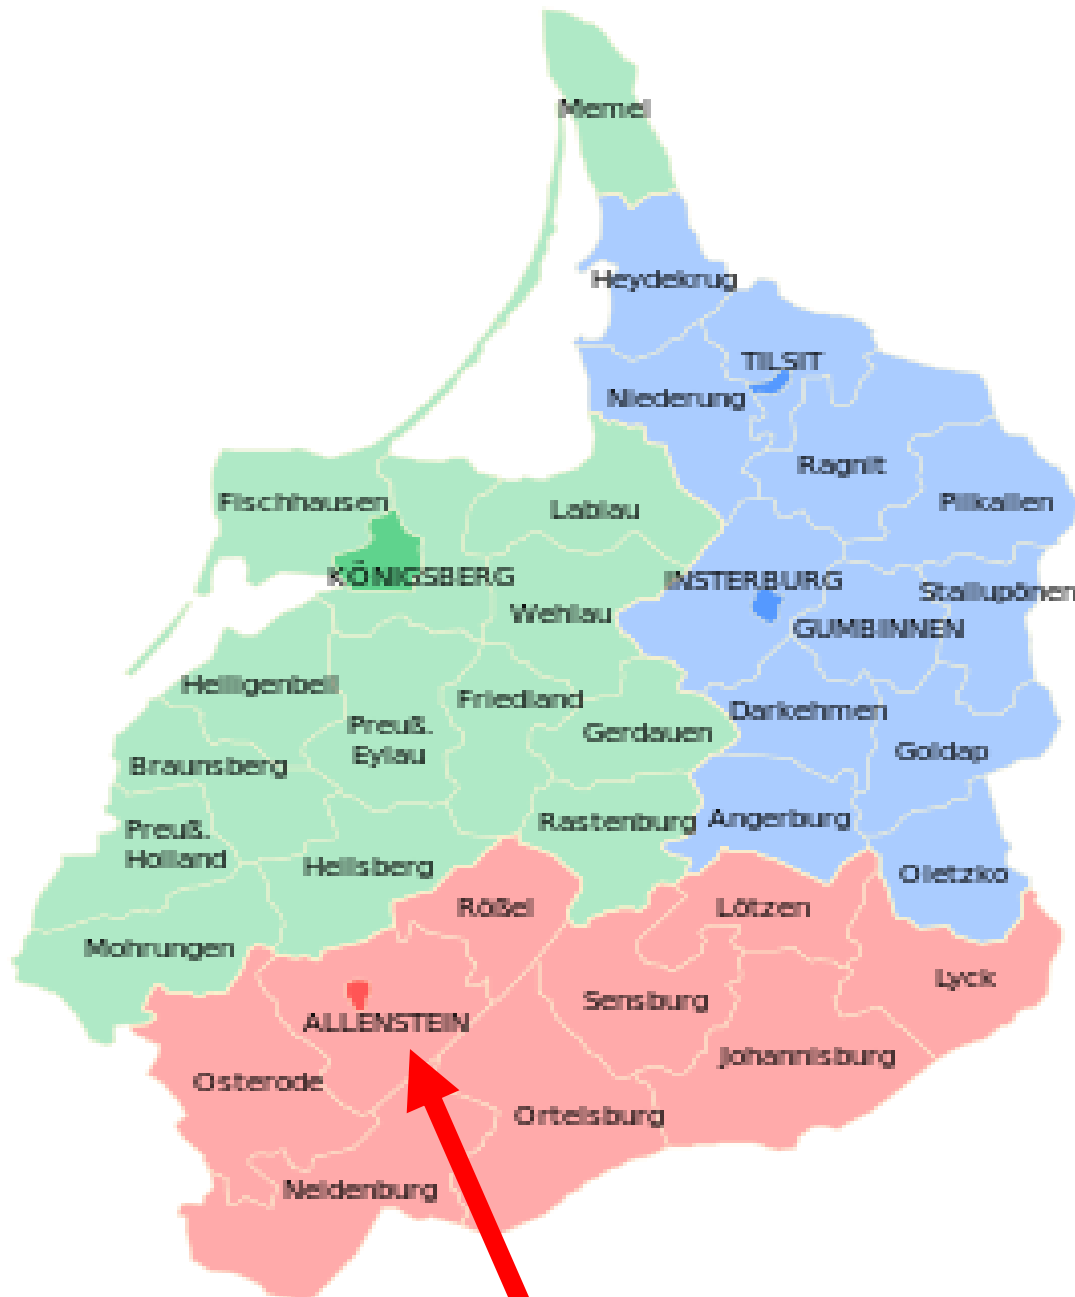 Memel
Heydekrug
TILSIT
Niederung
Ragnit
Pillkallen
Fischhausen
Labiau
KÖNIGSBERG
INSTERBURG
Stallupönen
Wehlau
GUMBINNEN
Heiligenbeil
Friedland
Darkehmen
Preuß.
Eylau
Gerdauen
Goldap
Braunsberg
Preuß.
Holland
Rastenburg
Angerburg
Heilsberg
Oletzko
Rößel
Lötzen
Mohrungen
Lyck
Sensburg
ALLENSTEIN
Johannisburg
Osterode
Ortelsburg
Neidenburg